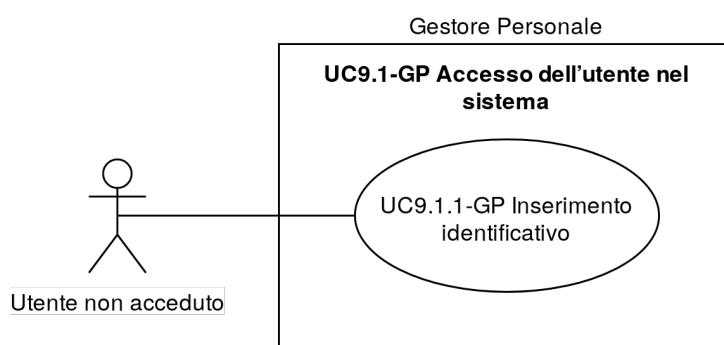 Gestore Personale
UC9.1-GP Accesso dell'utente nel
sistema
UC9.1.1-GP Inserimento
identificativo
Utente non acceduto